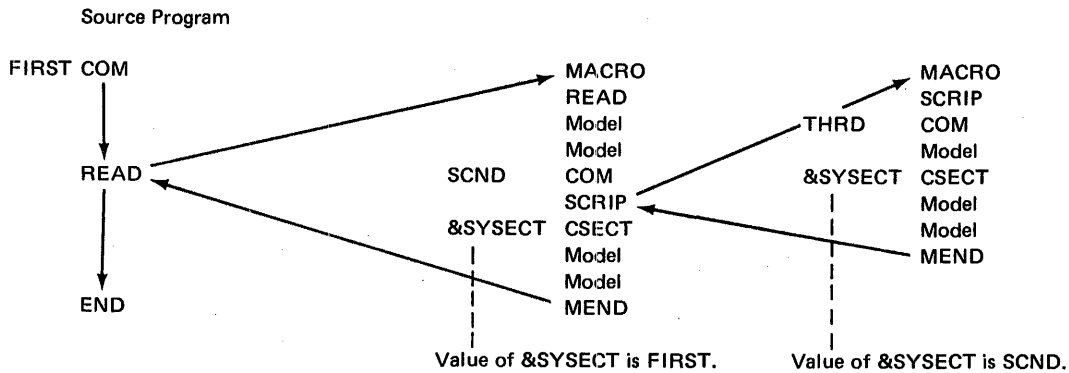 Source Program
FIRST COM
READ
END
MACRO
READ
Model
Model
SCND COM
SCRIP
&SYSECT CSECT
Model
Model
MEND
Value of &SYSECT is FIRST.
MACRO
SCRIP
THRD COM
Model
&SYSECT CSECT
Model
Model
MEND
Value of &SYSECT is SCND.